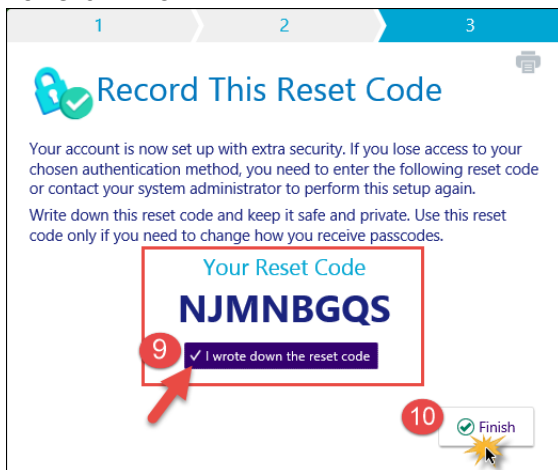 1 2 3
Record This Reset Code
Your account is now set up with extra security. If you lose access to your
chosen authentication method, you need to enter the following reset code
or contact your system administrator to perform this setup again.
Write down this reset code and keep it safe and private. Use this reset
code only if you need to change how you receive passcodes.
Your Reset Code
NJMNBGQS
9 ✓ I wrote down the reset code
10 Finish